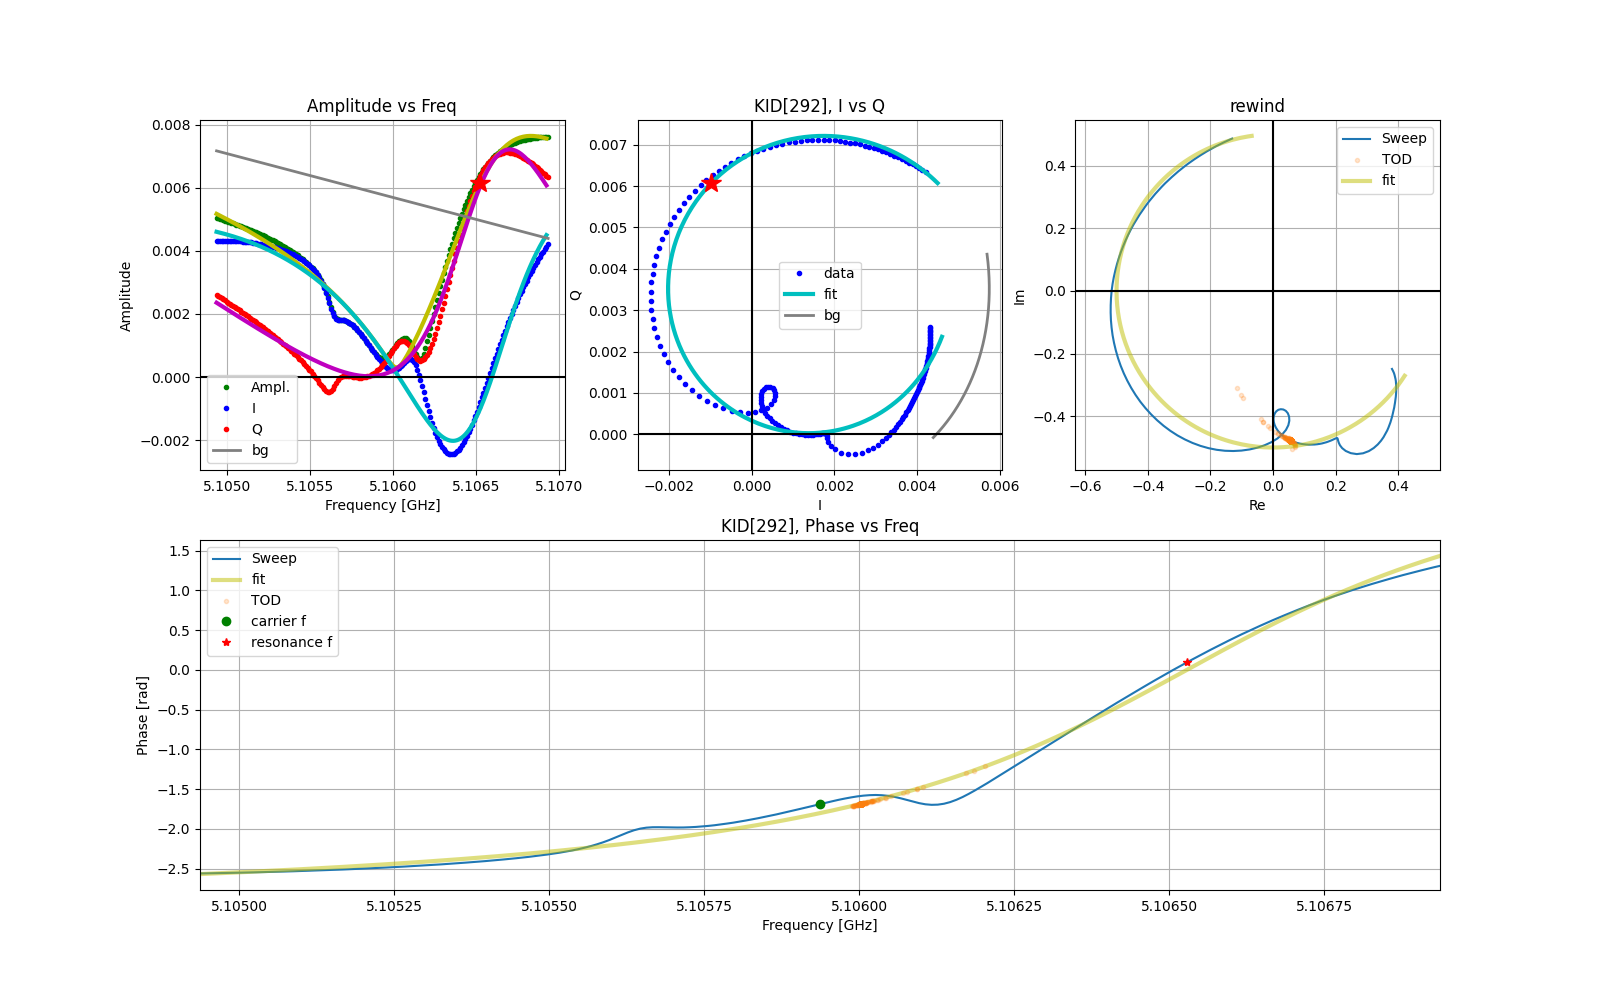 Amplitude vs Freq
0.008
0.006
0.004
0.002
0.000
−0.002
Amplitude
Ampl.
I
Q
bg
5.1050
5.1055
5.1060
5.1065
5.1070
Frequency [GHz]
KID[292], I vs Q
0.007
0.006
0.005
0.004
0.003
0.002
0.001
0.000
Q
data
fit
bg
−0.002
0.000
0.002
0.004
0.006
I
rewind
0.4
0.2
0.0
−0.2
−0.4
Im
Sweep
TOD
fit
−0.6
−0.4
−0.2
0.0
0.2
0.4
Re
KID[292], Phase vs Freq
1.5
1.0
0.5
0.0
−0.5
−1.0
−1.5
−2.0
−2.5
Phase [rad]
Sweep
fit
TOD
carrier f
resonance f
5.10500
5.10525
5.10550
5.10575
5.10600
5.10625
5.10650
5.10675
Frequency [GHz]